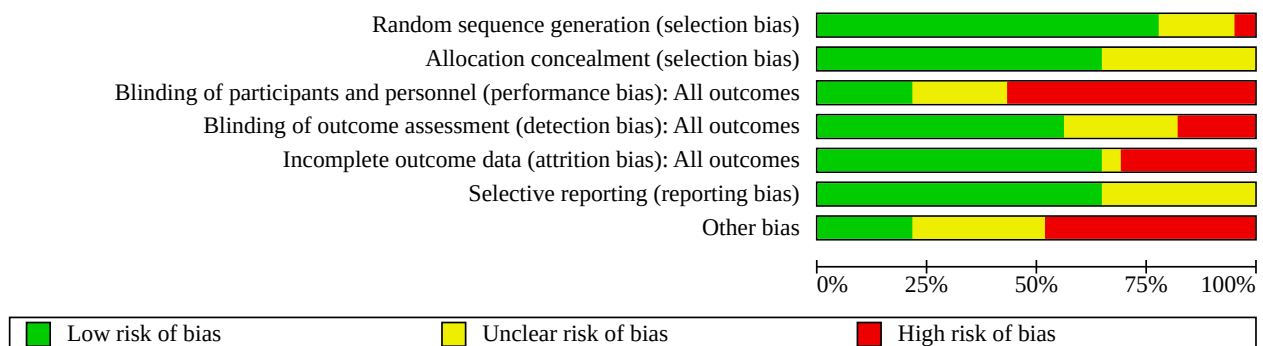 Random sequence generation (selection bias)
Allocation concealment (selection bias)
Blinding of participants and personnel (performance bias): All outcomes
Blinding of outcome assessment (detection bias): All outcomes
Incomplete outcome data (attrition bias): All outcomes
Selective reporting (reporting bias)
Other bias
0% 25% 50% 75% 100%
Low risk of bias Unclear risk of bias High risk of bias